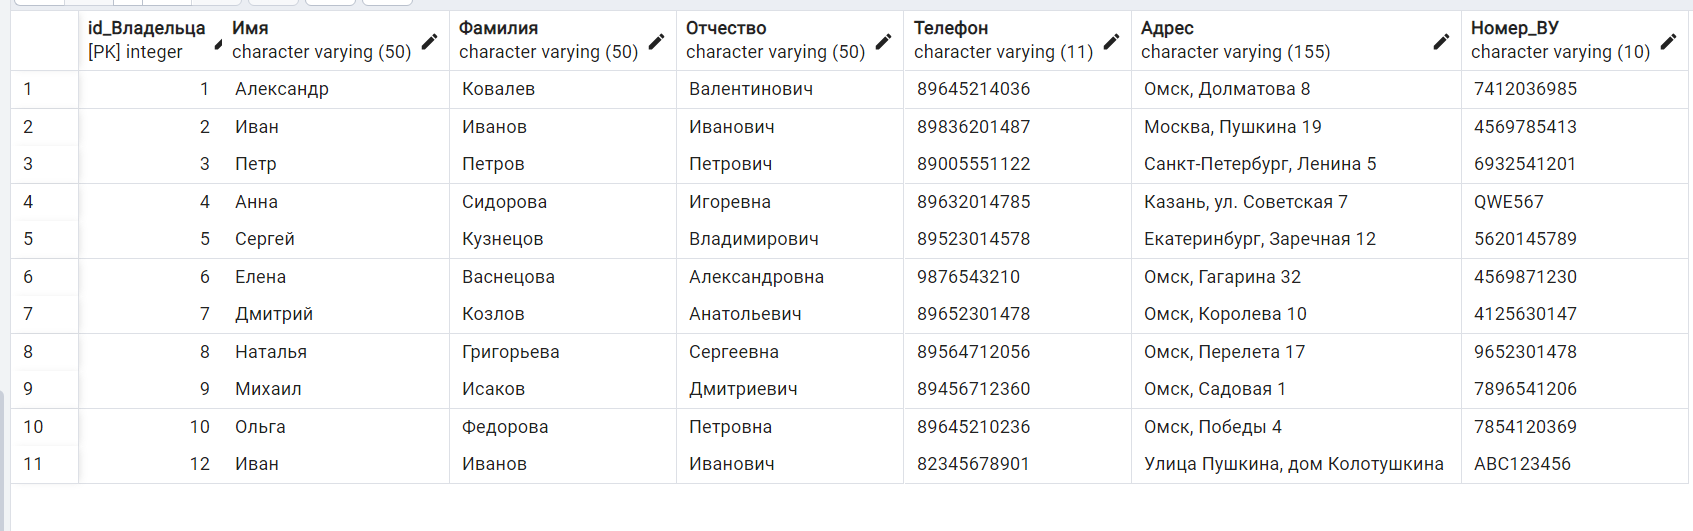 id_Владельца Имя Фамилия Отчество Телефон Адрес Номер_ВУ
[PK] integer character varying (50) character varying (50) character varying (50) character varying (11) character varying (155) character varying (10)
1 1 Александр Ковалев Валентинович 89645214036 Омск, Долматова 8 7412036985
2 2 Иван Иванов Иванович 89836201487 Москва, Пушкина 19 4569785413
3 3 Петр Петров Петрович 89005551122 Санкт-Петербург, Ленина 5 6932541201
4 4 Анна Сидорова Игоревна 89632014785 Казань, ул. Советская 7 QWE567
5 5 Сергей Кузнецов Владимирович 89523014578 Екатеринбург, Заречная 12 5620145789
6 6 Елена Васнецова Александровна 9876543210 Омск, Гагарина 32 4569871230
7 7 Дмитрий Козлов Анатольевич 89652301478 Омск, Королева 10 4125630147
8 8 Наталья Григорьева Сергеевна 89564712056 Омск, Перелета 17 9652301478
9 9 Михаил Исаков Дмитриевич 89456712360 Омск, Садовая 1 7896541206
10 10 Ольга Федорова Петровна 89645210236 Омск, Победы 4 7854120369
11 12 Иван Иванов Иванович 82345678901 Улица Пушкина, дом Колотушкина ABC123456